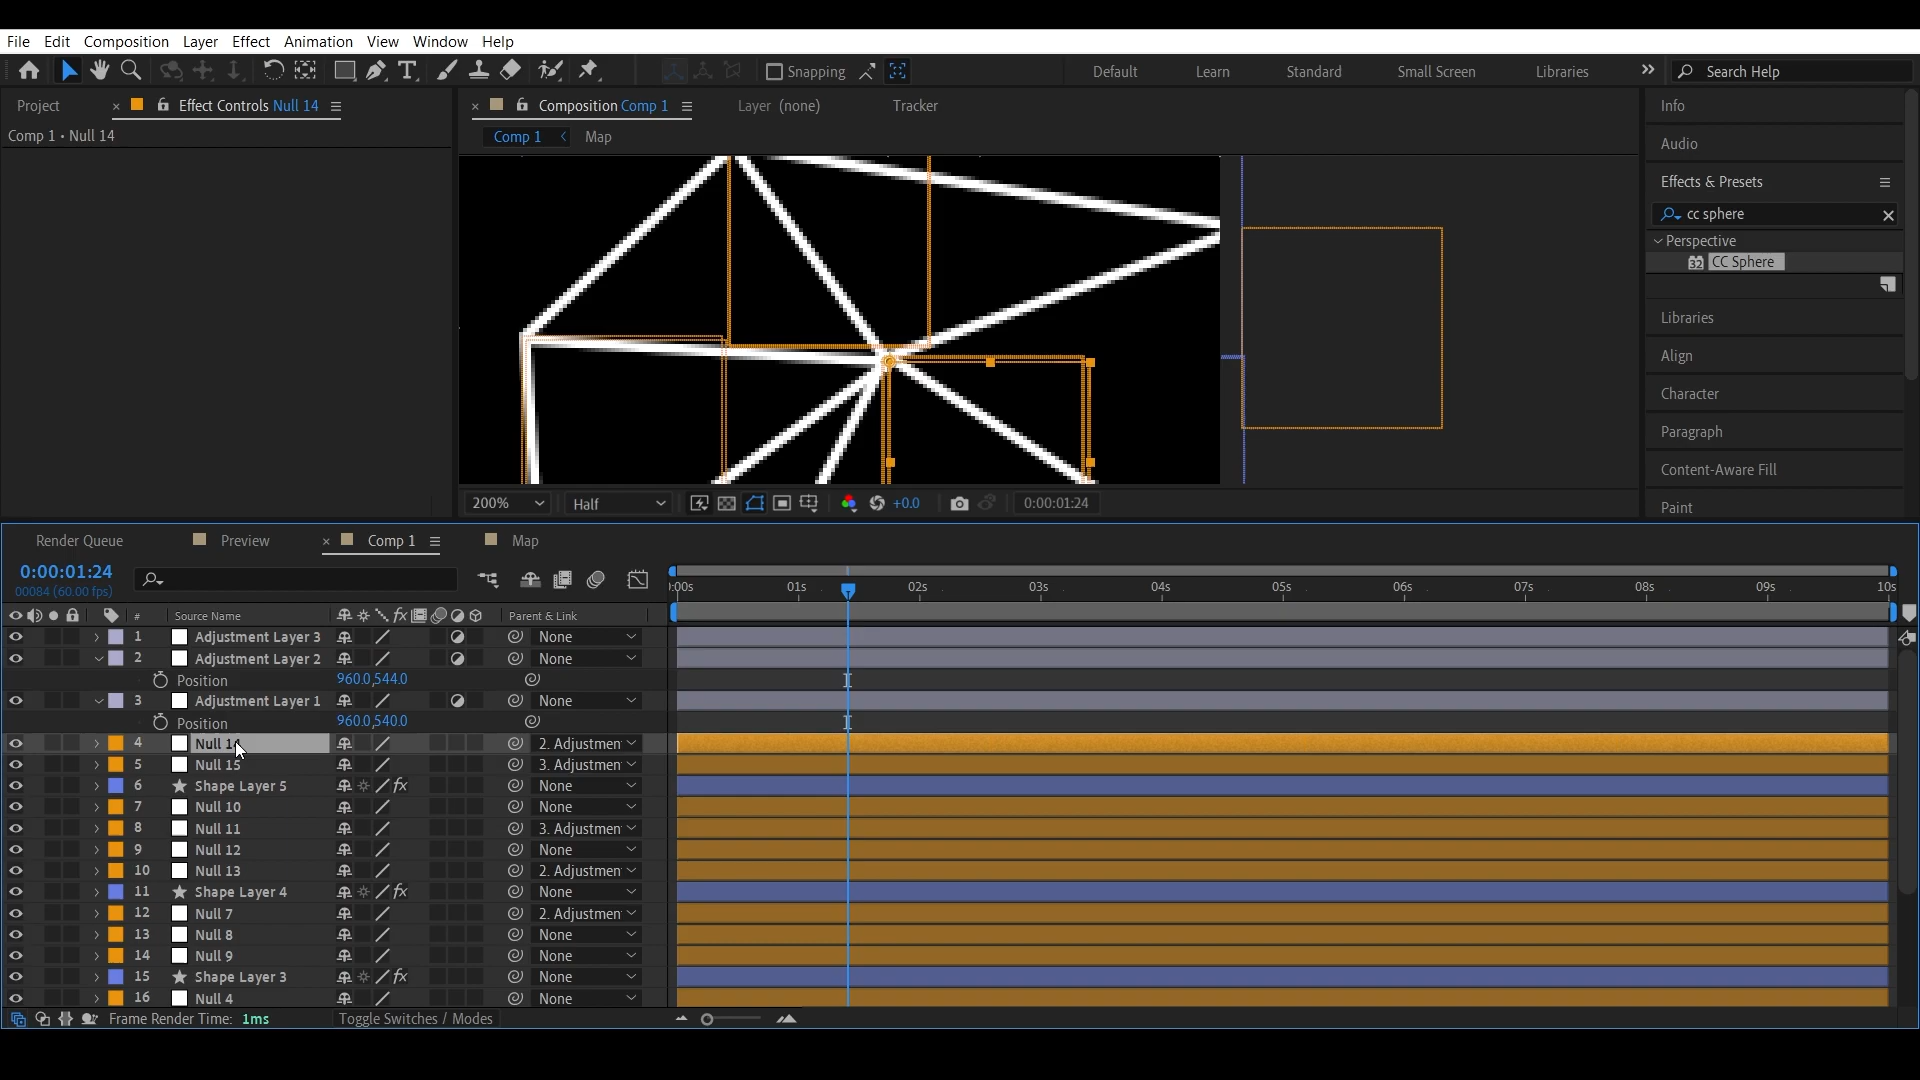 File Edit Composition Layer Effect Animation View Window Help
Snapping Default Learn Standard Small Screen Libraries Search Help
Project × Effect Controls Null 14 × Composition Comp 1 Layer (none) Tracker Info
Comp 1 • Null 14 Comp 1 Map
Audio
Effects & Presets
cc sphere
Perspective
32 CC Sphere
Libraries
Align
Character
Paragraph
Content-Aware Fill
Paint
200% Half +0.0 0:00:01:24
Render Queue Preview × Comp 1 Map
0:00:01:24
00084 (60.00 fps)
:00s 01s 02s 03s 04s 05s 06s 07s 08s 09s 10s
# Source Name fx Parent & Link
1 Adjustment Layer 3 None
2 Adjustment Layer 2 None
Position 960.0,544.0
3 Adjustment Layer 1 None
Position 960.0,540.0
4 Null 14 2. Adjustmen
5 Null 15 3. Adjustmen
6 Shape Layer 5 fx None
7 Null 10 None
8 Null 11 3. Adjustmen
9 Null 12 None
10 Null 13 2. Adjustmen
11 Shape Layer 4 fx None
12 Null 7 2. Adjustmen
13 Null 8 None
14 Null 9 None
15 Shape Layer 3 fx None
16 Null 4 None
Frame Render Time: 1ms Toggle Switches / Modes